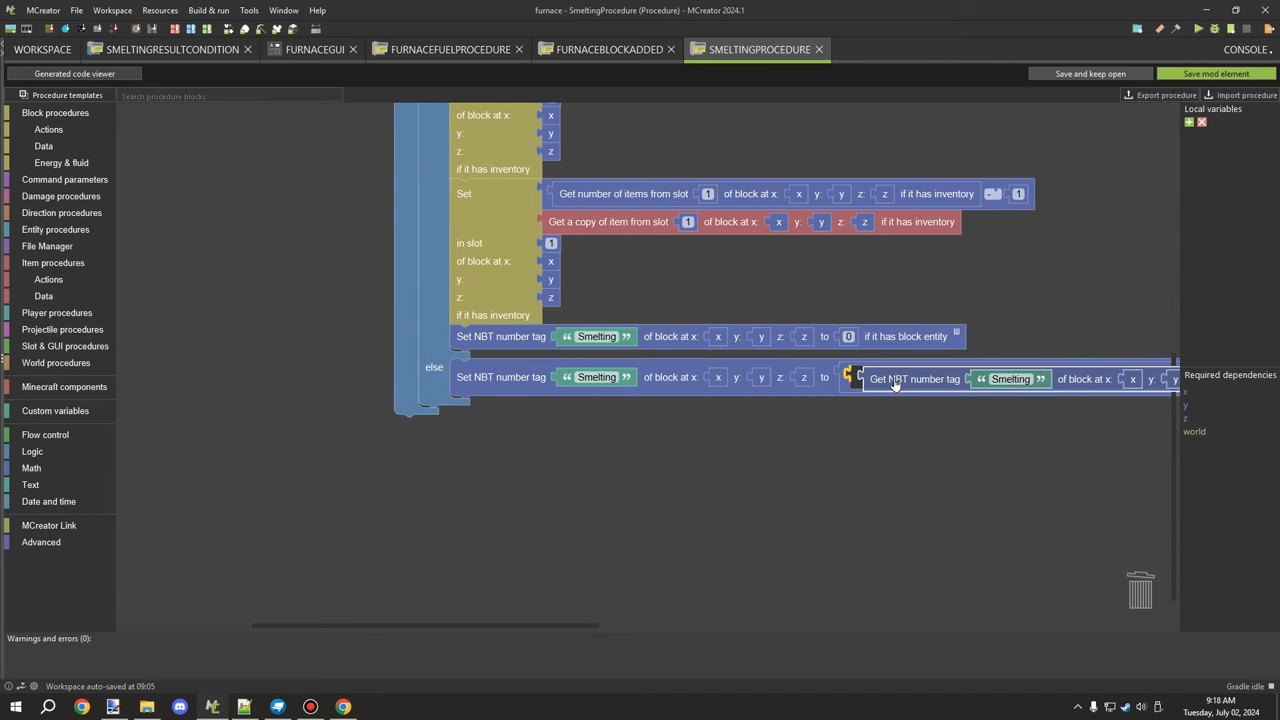 MCreator File Workspace Resources Build & run Tools Window Help furnace - SmeltingProcedure (Procedure) - MCreator 2024.1
WORKSPACE SMELTINGRESULTCONDITION FURNACEGUI FURNACEFUELPROCEDURE FURNACEBLOCKADDED SMELTINGPROCEDURE CONSOLE
Generated code viewer Save and keep open Save mod element
Procedure templates Search procedure blocks Export procedure Import procedure
Block procedures
Actions
Data
Energy & fluid
Command parameters
Damage procedures
Direction procedures
Entity procedures
File Manager
Item procedures
Actions
Data
Player procedures
Projectile procedures
Slot & GUI procedures
World procedures
Minecraft components
Custom variables
Flow control
Logic
Math
Text
Date and time
MCreator Link
Advanced
of block at x: x
y: y
z: z
if it has inventory
Set Get number of items from slot 1 of block at x: x y: y z: z if it has inventory - 1
Get a copy of item from slot 1 of block at x: x y: y z: z if it has inventory
in slot 1
of block at x: x
y: y
z: z
if it has inventory
Set NBT number tag “ Smelting ” of block at x: x y: y z: z to 0 if it has block entity
else
Set NBT number tag “ Smelting ” of block at x: x y: y z: z to Get NBT number tag “ Smelting ” of block at x: x y: y
Local variables
Required dependencies
x
y
z
world
Warnings and errors (0):
Workspace auto-saved at 09:05 Gradle idle
9:18 AM
Tuesday, July 02, 2024